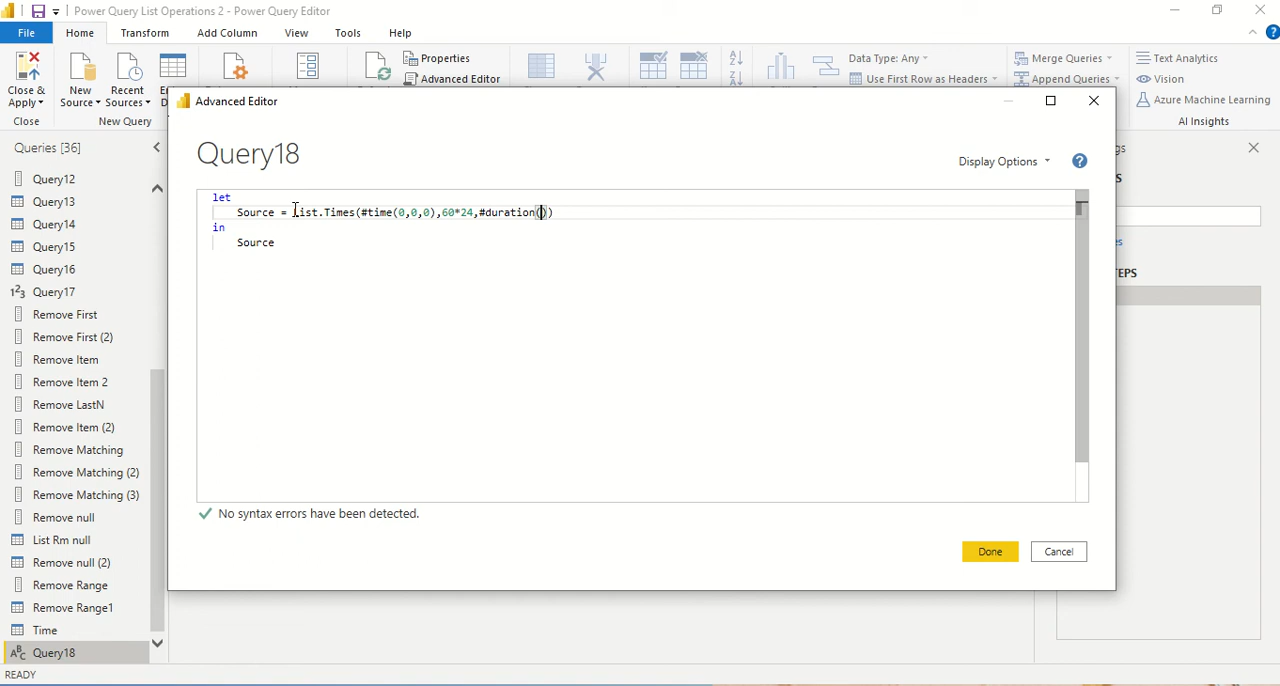 Power Query List Operations 2 - Power Query Editor
File Home Transform Add Column View Tools Help
Close & Apply
New Source
Recent Sources
Properties
Advanced Editor
Data Type: Any
Use First Row as Headers
Merge Queries
Append Queries
Text Analytics
Vision
Azure Machine Learning
Close
New Query
AI Insights
Queries [36]
Query12
Query13
Query14
Query15
Query16
1²3 Query17
Remove First
Remove First (2)
Remove Item
Remove Item 2
Remove LastN
Remove Item (2)
Remove Matching
Remove Matching (2)
Remove Matching (3)
Remove null
List Rm null
Remove null (2)
Remove Range
Remove Range1
Time
ABC Query18
READY
Advanced Editor
Query18
Display Options
let
Source = List.Times(#time(0,0,0),60*24,#duration())
in
Source
No syntax errors have been detected.
Done
Cancel